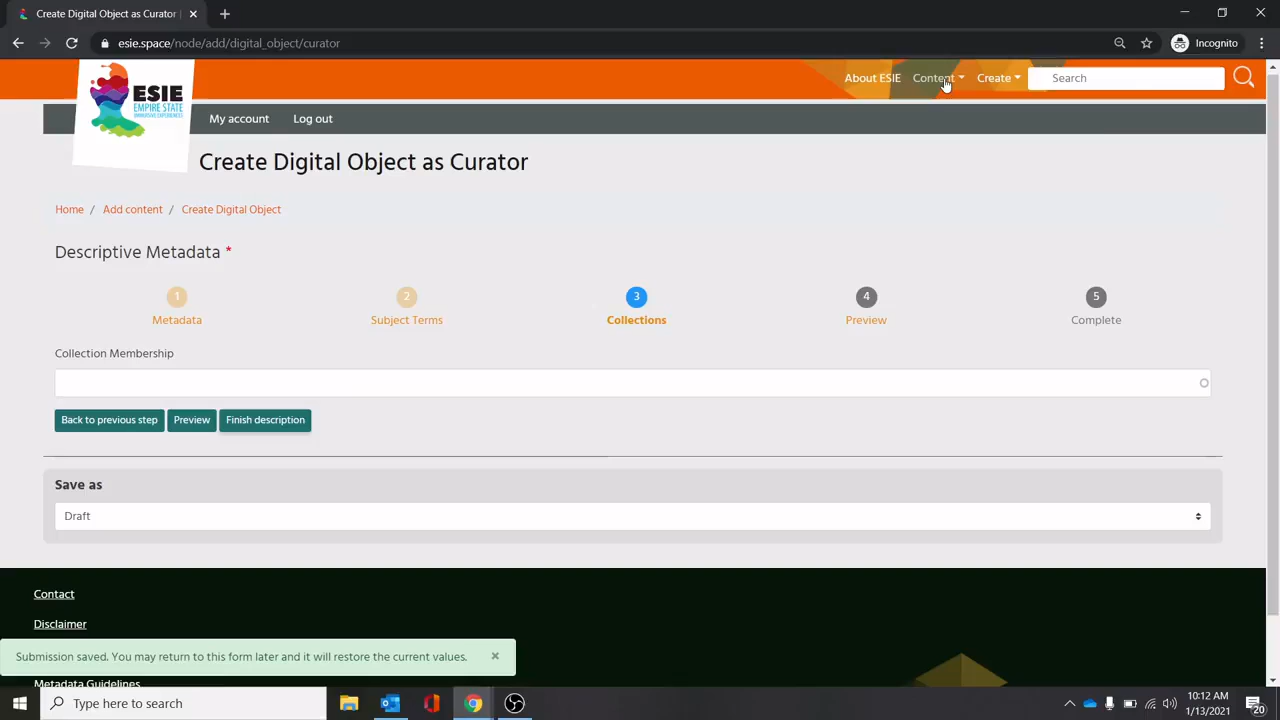 Create Digital Object as Curator
esie.space/node/add/digital_object/curator
Incognito
ESIE
EMPIRE STATE
IMMERSIVE EXPERIENCES
About ESIE
Content
Create
Search
My account
Log out
Create Digital Object as Curator
Home / Add content / Create Digital Object
Descriptive Metadata *
1
2
3
4
5
Metadata
Subject Terms
Collections
Preview
Complete
Collection Membership
Back to previous step
Preview
Finish description
Save as
Draft
Contact
Disclaimer
Submission saved. You may return to this form later and it will restore the current values. ×
Metadata Guidelines
Type here to search
10:12 AM
1/13/2021
20